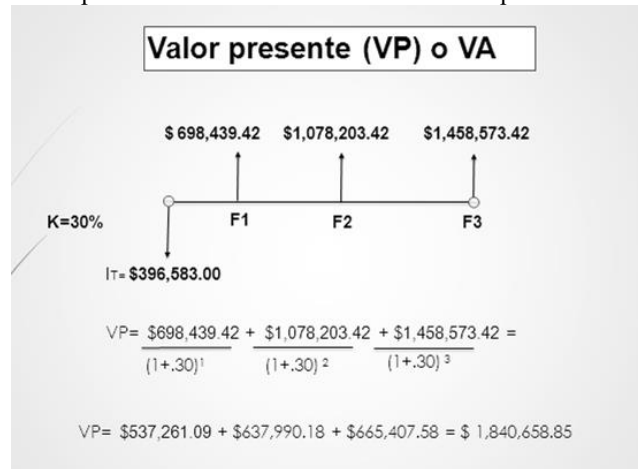 Valor presente (VP) o VA
$ 698,439.42 $1,078,203.42 $1,458,573.42
K=30% F1 F2 F3
IT= $396,583.00
VP= $698,439.42 + $1,078,203.42 + $1,458,573.42 =
(1+.30)¹ (1+.30) ² (1+.30) ³
VP= $537,261.09 + $637,990.18 + $665,407.58 = $ 1,840,658.85